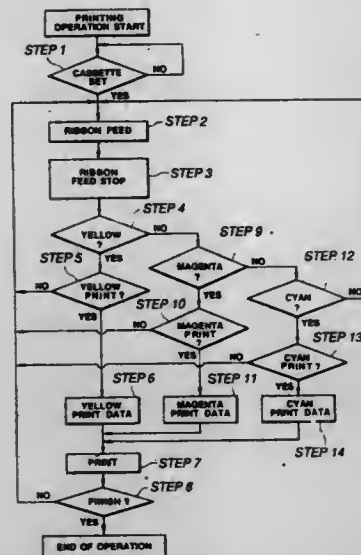 PRINTING
OPERATION START
STEP 1
CASSETTE
SET
NO
YES
RIBBON FEED
STEP 2
RIBBON
FEED STOP
STEP 3
STEP 4
YELLOW
?
NO
YES
STEP 9
MAGENTA
?
NO
YES
STEP 12
CYAN
?
NO
YES
STEP 5
YELLOW
PRINT ?
NO
YES
STEP 10
MAGENTA
PRINT
?
NO
YES
STEP 13
CYAN
PRINT ?
NO
YES
STEP 6
YELLOW
PRINT DATA
STEP 11
MAGENTA
PRINT DATA
CYAN
PRINT DATA
STEP 14
PRINT
STEP 7
FINISH ?
STEP 8
NO
YES
END OF OPERATION